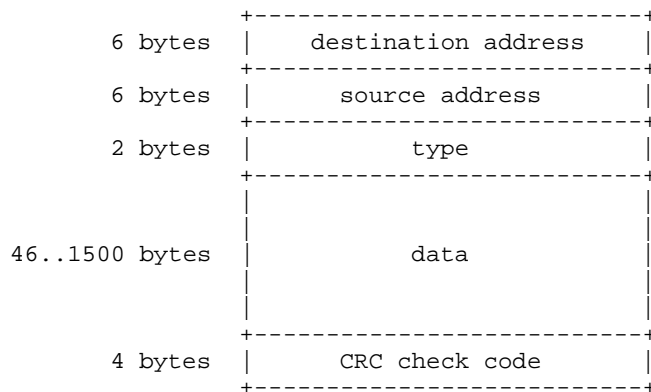 6 bytes destination address
6 bytes source address
2 bytes type
46..1500 bytes data
4 bytes CRC check code